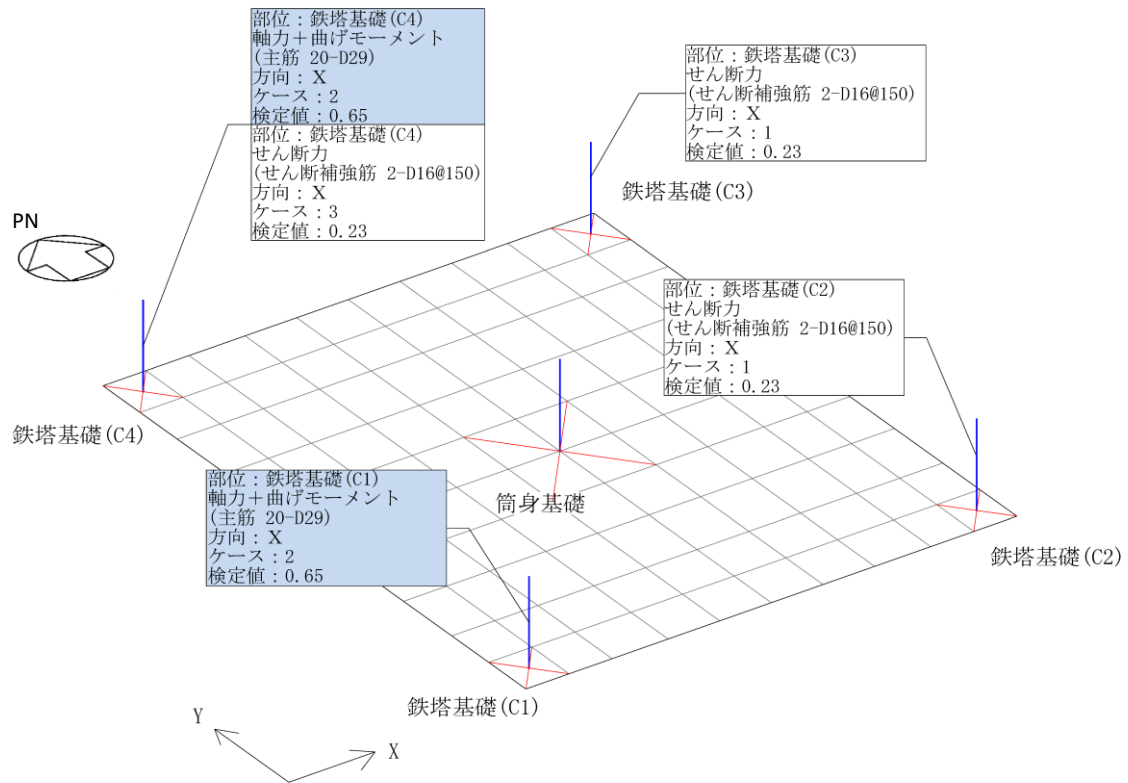 部位：鉄塔基礎(C4)
軸力＋曲げモーメント
(主筋 20-D29)
方向：X
ケース：2
検定値：0.65
部位：鉄塔基礎(C4)
せん断力
(せん断補強筋 2-D16@150)
方向：X
ケース：3
検定値：0.23
部位：鉄塔基礎(C3)
せん断力
(せん断補強筋 2-D16@150)
方向：X
ケース：1
検定値：0.23
鉄塔基礎(C3)
PN
部位：鉄塔基礎(C2)
せん断力
(せん断補強筋 2-D16@150)
方向：X
ケース：1
検定値：0.23
鉄塔基礎(C4)
部位：鉄塔基礎(C1)
軸力＋曲げモーメント
(主筋 20-D29)
方向：X
ケース：2
検定値：0.65
筒身基礎
鉄塔基礎(C2)
鉄塔基礎(C1)
Y
X